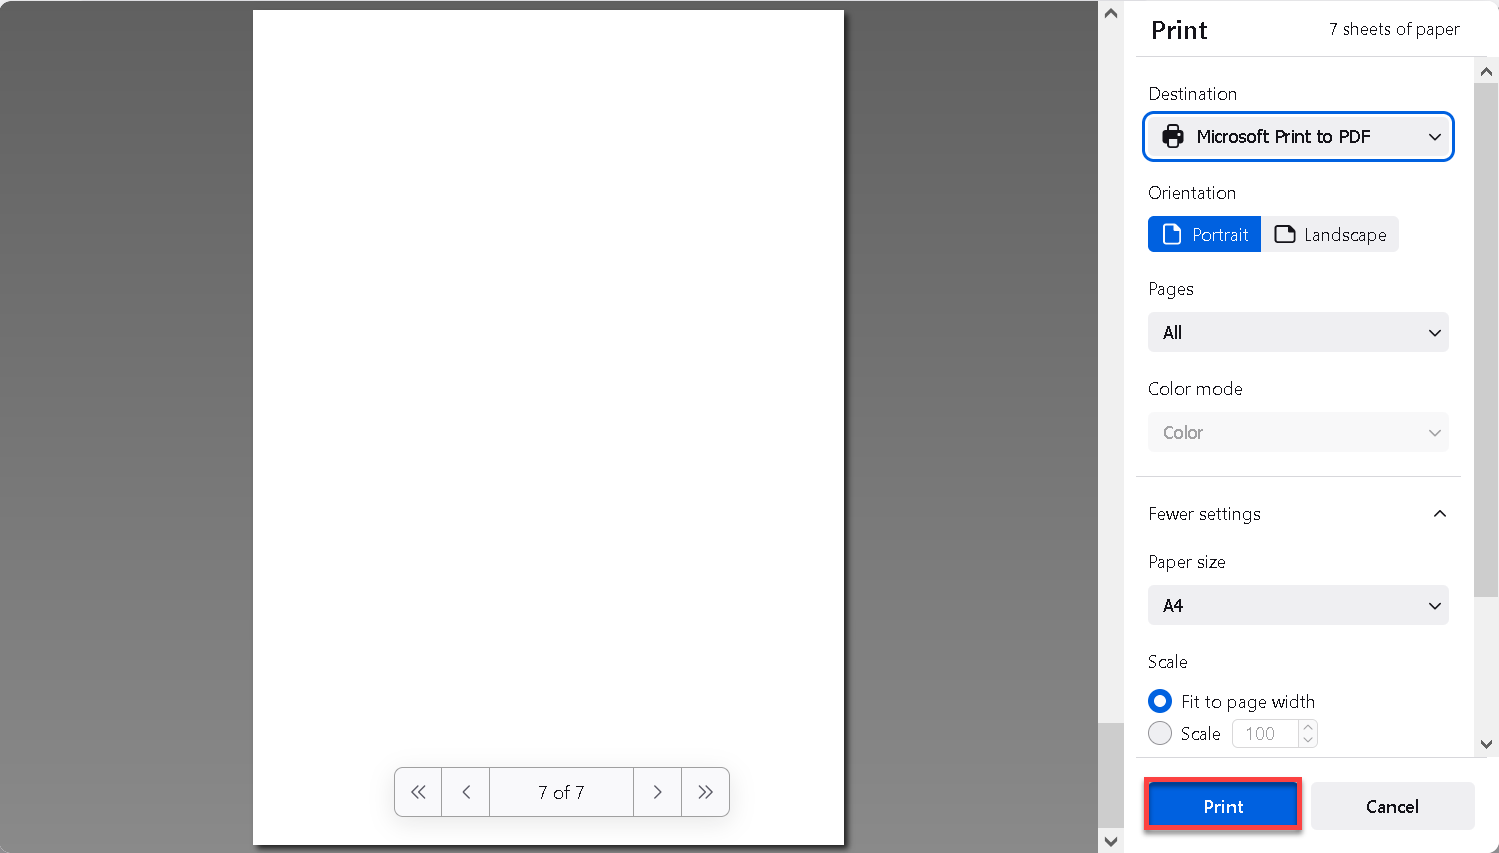 Print
7 sheets of paper
Destination
Microsoft Print to PDF
Orientation
Portrait
Landscape
Pages
All
Color mode
Color
Fewer settings
Paper size
A4
Scale
Fit to page width
Scale 100
7 of 7
Print
Cancel